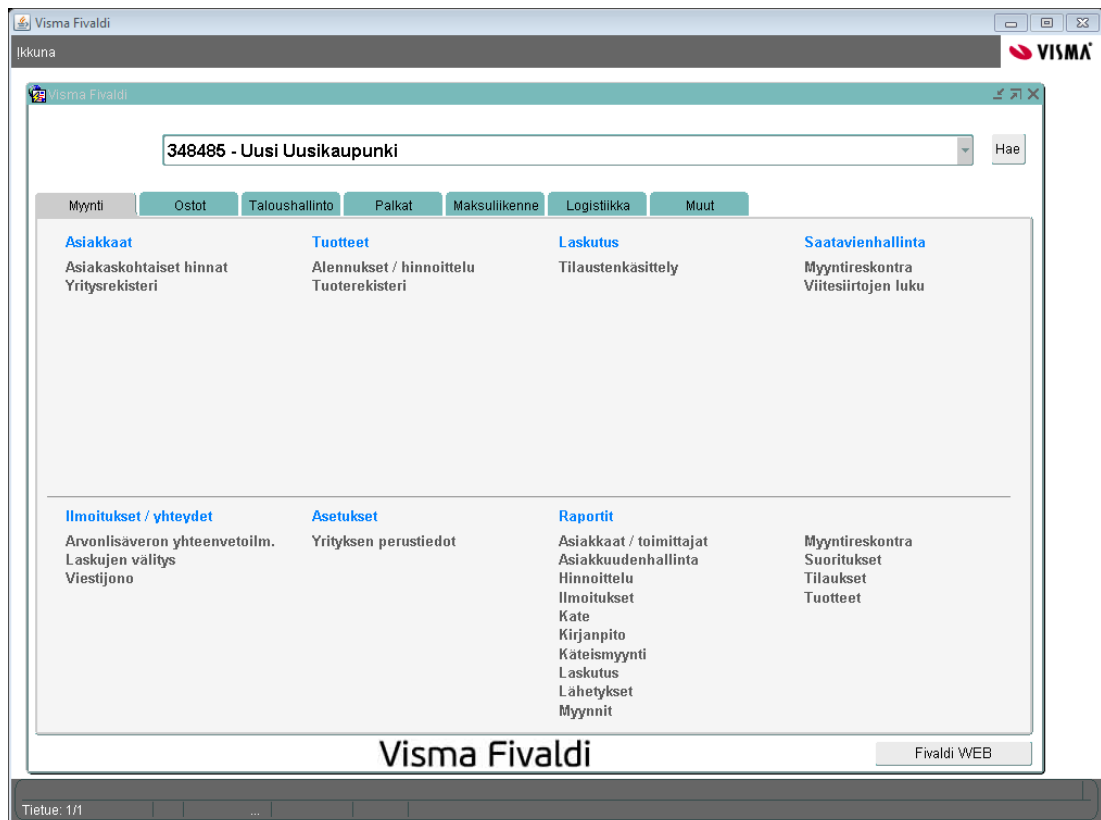 Visma Fivaldi
Ikkuna
VISMA
Visma Fivaldi
348485 - Uusi Uusikaupunki
Hae
Myynti Ostot Taloushallinto Palkat Maksuliikenne Logistiikka Muut
Asiakkaat Tuotteet Laskutus Saatavienhallinta
Asiakaskohtaiset hinnat Alennukset / hinnoittelu Tilaustenkäsittely Myyntireskontra
Yritysrekisteri Tuoterekisteri Viitesiirtojen luku
Ilmoitukset / yhteydet Asetukset Raportit
Arvonlisäveron yhteenvetoilm. Yrityksen perustiedot Asiakkaat / toimittajat Myyntireskontra
Laskujen välitys Asiakkuudenhallinta Suoritukset
Viestijono Hinnoittelu Tilaukset
Ilmoitukset Tuotteet
Kate
Kirjanpito
Käteismyynti
Laskutus
Lähetykset
Myynnit
Visma Fivaldi
Fivaldi WEB
Tietue: 1/1 ...